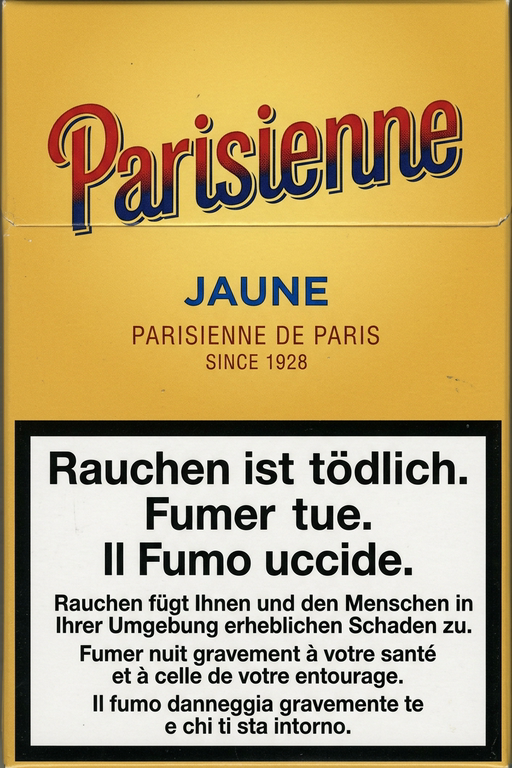 Parisienne
JAUNE
PARISIENNE DE PARIS
SINCE 1928
Rauchen ist tödlich.
Fumer tue.
Il Fumo uccide.
Rauchen fügt Ihnen und den Menschen in
Ihrer Umgebung erheblichen Schaden zu.
Fumer nuit gravement à votre santé
et à celle de votre entourage.
Il fumo danneggia gravemente te
e chi ti sta intorno.